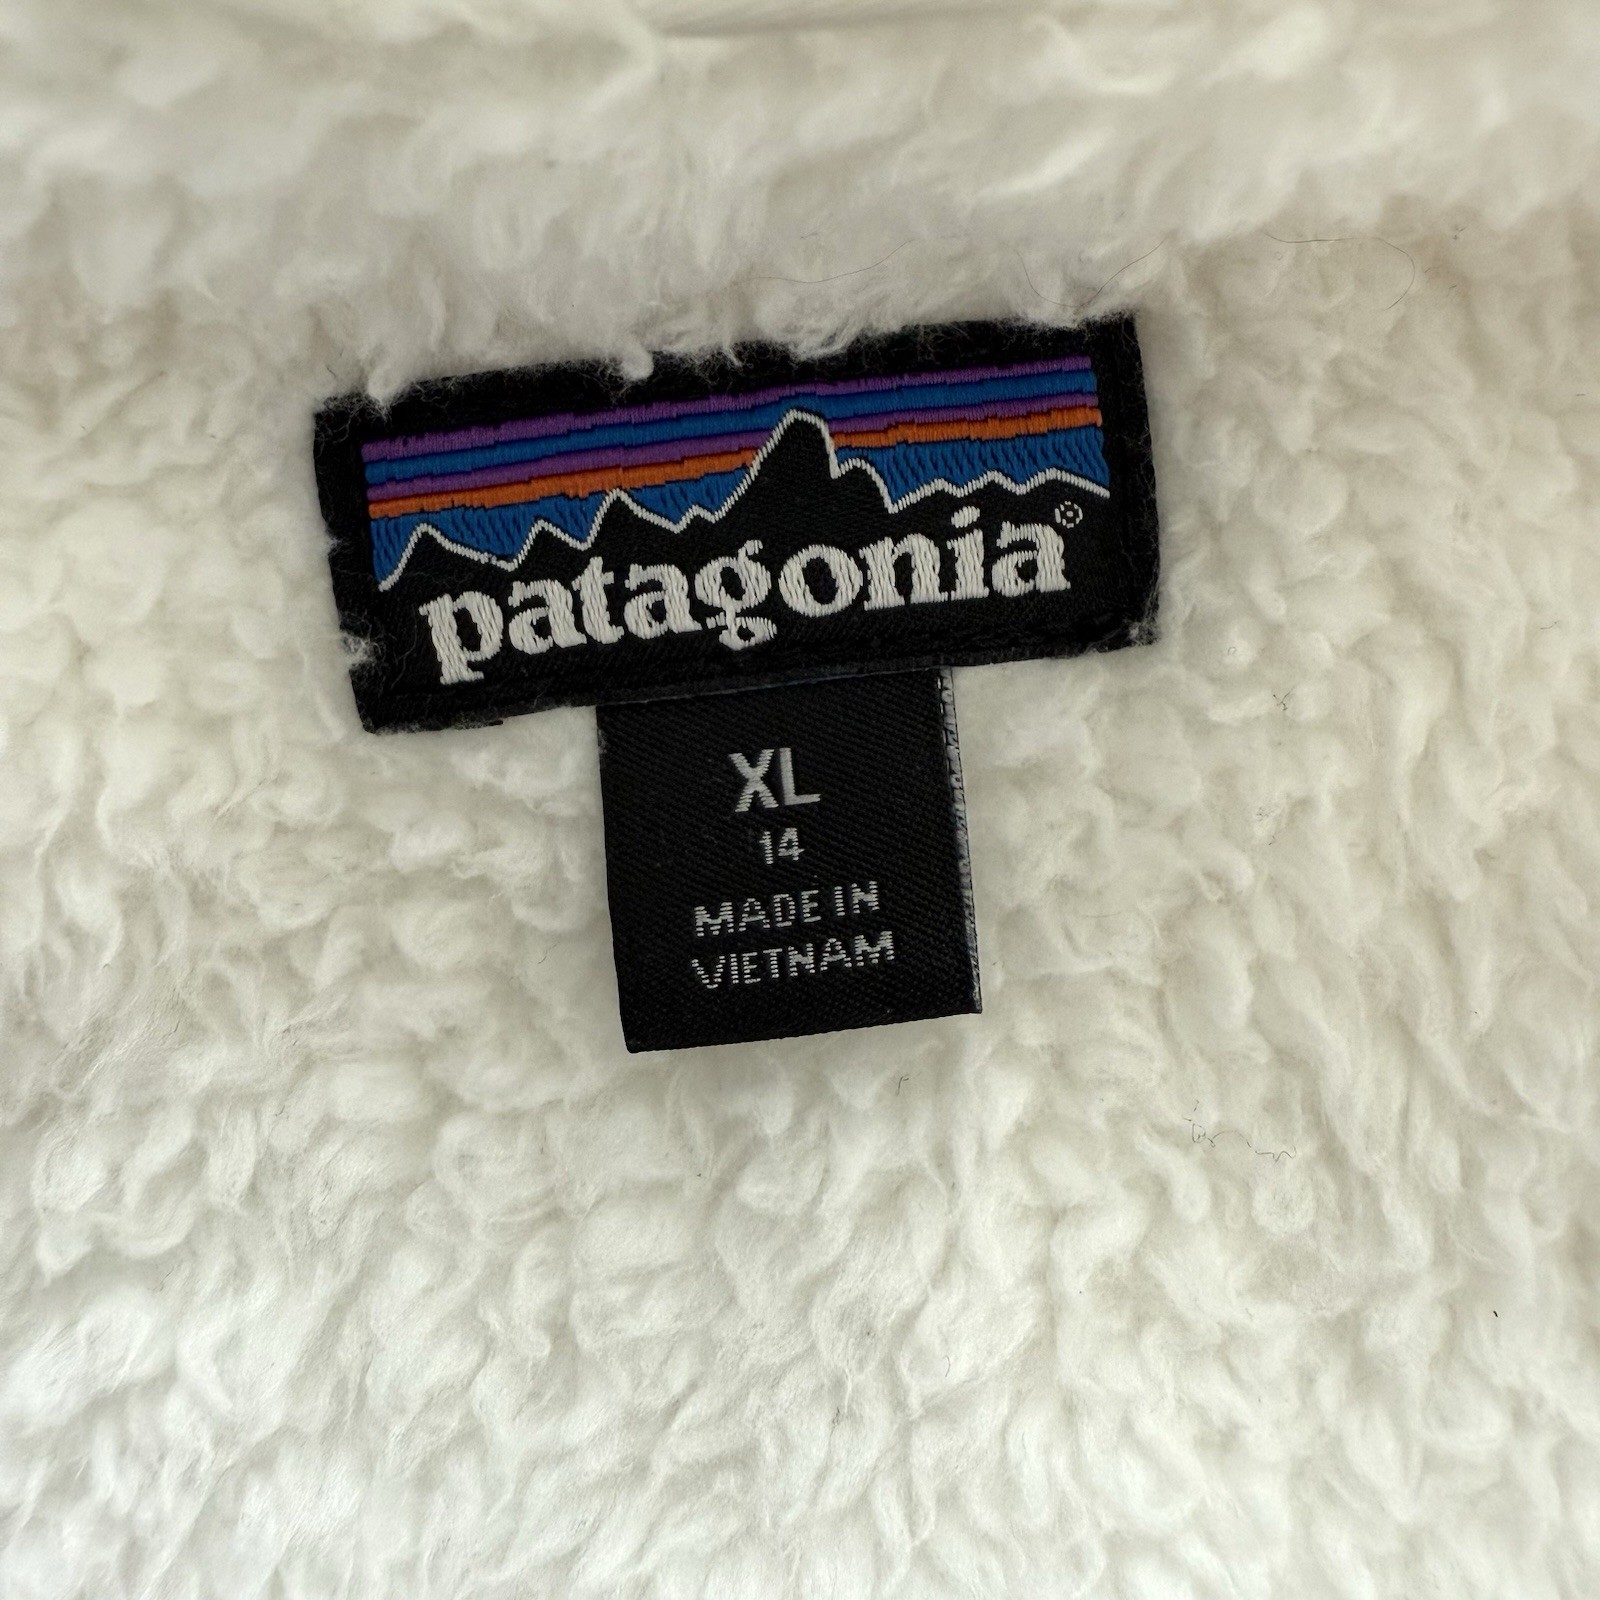 patagonia®
XL
14
MADE IN
VIETNAM